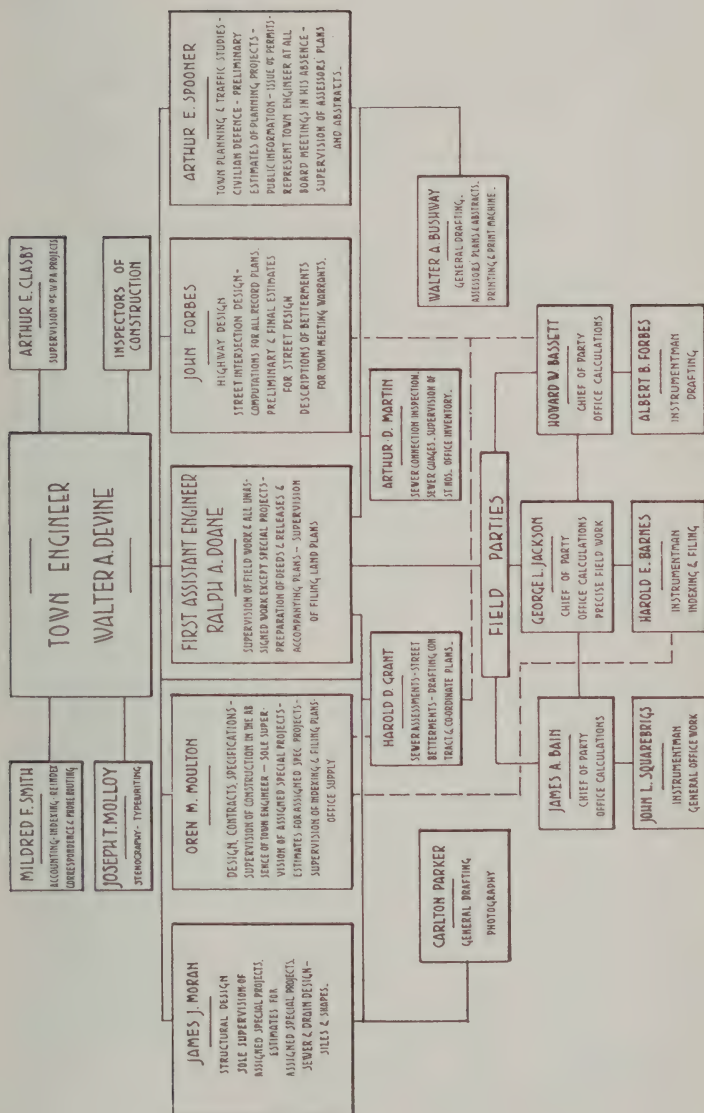 TOWN ENGINEER
WALTER A. DEVINE
MILDRED F. SMITH
ACCOUNTING-INDEXING-REINDEX
CORRESPONDENCE & PHONE ROUTING
JOSEPH T. MOLLOY
STENOGRAPHY - TYPEWRITING
ARTHUR E. CLASBY
SUPERVISION OF W.P.A. PROJECTS
INSPECTORS OF
CONSTRUCTION
JAMES J. MORAN
STRUCTURAL DESIGN
SOLE SUPERVISION OF
ASSIGNED SPECIAL PROJECTS.
ESTIMATES FOR
ASSIGNED SPECIAL PROJECTS.
SEWER & DRAIN DESIGN-
SIZES & SHAPES.
OREN M. MOULTON
DESIGN, CONTRACTS, SPECIFICATIONS-
SUPERVISION OF CONSTRUCTION IN THE AB
SENCE OF TOWN ENGINEER - SOLE SUPER-
VISION OF ASSIGNED SPECIAL PROJECTS-
ESTIMATES FOR ASSIGNED SPEC. PROJECTS-
SUPERVISION OF INDEXING & FILING PLANS-
OFFICE SUPPLY
FIRST ASSISTANT ENGINEER
RALPH A. DOANE
SUPERVISION OF FIELD WORK & ALL UNAS-
SIGNED WORK EXCEPT SPECIAL PROJECTS-
PREPARATION OF DEEDS & RELEASES &
ACCOMPANYING PLANS - SUPERVISION
OF FILING LAND PLANS
JOHN FORBES
HIGHWAY DESIGN
STREET INTERSECTION DESIGN-
COMPUTATIONS FOR ALL RECORD PLANS.
PRELIMINARY & FINAL ESTIMATES
FOR STREET DESIGN
DESCRIPTIONS OF BETTERMENTS
FOR TOWN MEETING WARRANTS.
ARTHUR E. SPOONER
TOWN PLANNING & TRAFFIC STUDIES-
CIVILIAN DEFENCE - PRELIMINARY
ESTIMATES OF PLANNING PROJECTS -
PUBLIC INFORMATION - ISSUE OF PERMITS-
REPRESENT TOWN ENGINEER AT ALL
BOARD MEETINGS IN HIS ABSENCE -
SUPERVISION OF ASSESSORS PLANS
AND ABSTRACTS.
CARLTON PARKER
GENERAL DRAFTING
PHOTOGRAPHY
HAROLD D. GRANT
SEWER ASSESSMENTS - STREET
BETTERMENTS - DRAFTING CON
TRACT & CO-ORDINATE PLANS.
ARTHUR D. MARTIN
SEWER CONNECTION INSPECTION.
SEWER GUAGES. SUPERVISION OF
ST. NOS. OFFICE INVENTORY.
WALTER A BUSHWAY
GENERAL DRAFTING.
ASSESSORS PLANS & ABSTRACTS.
PRINTING & PRINT MACHINE.
FIELD PARTIES
JAMES A. BAIN
CHIEF OF PARTY
OFFICE CALCULATIONS
GEORGE L. JACKSON
CHIEF OF PARTY
OFFICE CALCULATIONS
PRECISE FIELD WORK
HOWARD W. BASSETT
CHIEF OF PARTY
OFFICE CALCULATIONS
JOHN L. SQUAREBRIGS
INSTRUMENTMAN
GENERAL OFFICE WORK
HAROLD E. BARNES
INSTRUMENTMAN
INDEXING & FILING
ALBERT B. FORBES
INSTRUMENTMAN
DRAFTING